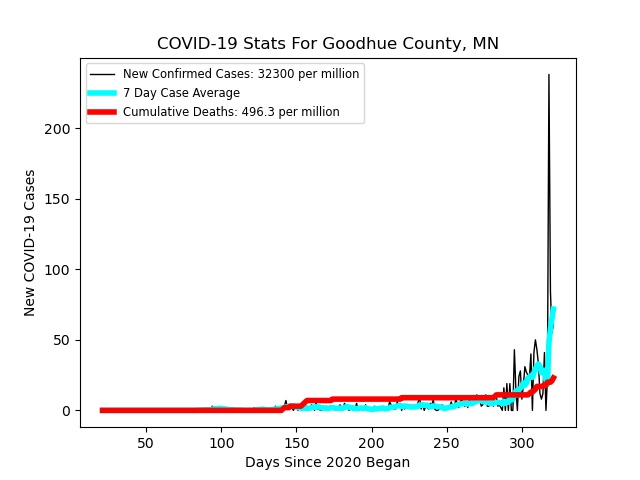 COVID-19 Stats For Goodhue County, MN
New Confirmed Cases: 32300 per million
7 Day Case Average
Cumulative Deaths: 496.3 per million
New COVID-19 Cases
200
150
100
50
0
50 100 150 200 250 300
Days Since 2020 Began